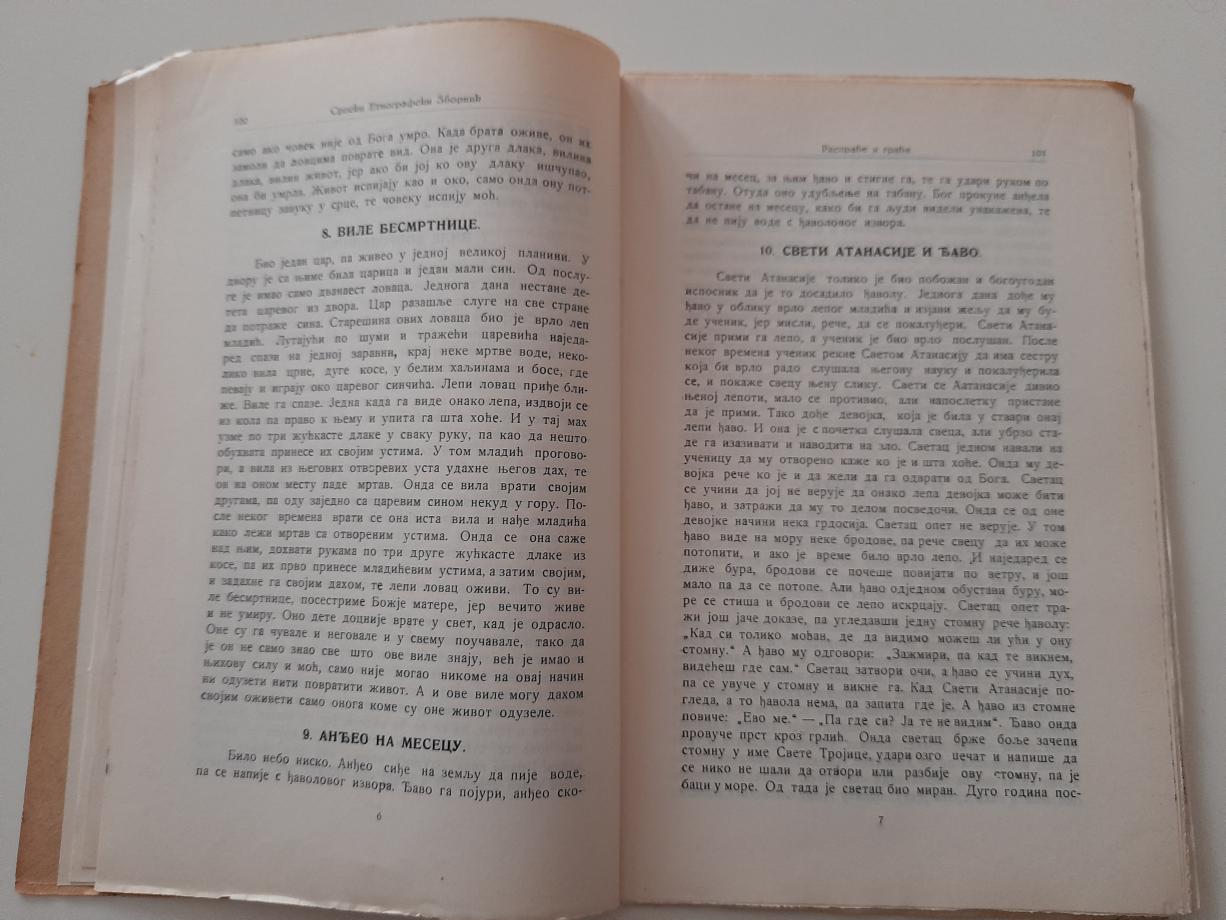 100
Српски Етнографски Зборник
само ако човек није од Бога умро. Када брата оживе, он их
замоли да ловцима поврате вид. Она је друга длака, вилина
длака, вилин живот, јер ако би јој ко ову длаку ишчупао,
она би умрла. Живот испијају као и око, само онда ону пот-
петницу завуку у срце, те човеку испију моћ.
8. ВИЛЕ БЕСМРТНИЦЕ.
Био један цар, па живео у једној великој планини. У
двору је са њиме била царица и један мали син. Од послу-
ге је имао само дванаест ловаца. Једнога дана нестане де-
тета царевог из двора. Цар разашље слуге на све стране
да потраже сина. Старешина ових ловаца био је врло леп
младић. Лутајући по шуми и тражећи царевића наједа-
ред спази на једној заравни, крај неке мртве воде, неко-
лико вила црне, дуге косе, у белим хаљинама и босе, где
певају и играју око царевог синчића. Лепи ловац приђе бли-
же. Виле га спазе. Једна када га виде онако лепа, издвоји се
из кола па право к њему и упита га шта хоће. И у тај мах
узме по три жућкасте длаке у сваку руку, па као да нешто
обухвата принесе их својим устима. У том младић прогово-
ри, а вила из његових отворевих уста удахне његов дах, те
он на оном месту паде мртав. Онда се вила врати својим
другама, па оду заједно са царевим сином некуд у гору. По-
сле неког времена врати се она иста вила и нађе младића
како лежи мртав са отвореним устима. Онда се она саже
над њим, дохвати рукама по три друге жућкасте длаке из
косе, па их прво принесе младићевим устима, а затим својим,
и задахне га својим дахом, те лепи ловац оживи. То су ви-
ле бесмртнице, посестриме Божје матере, јер вечито живе
и не умиру. Оно дете доцније врате у свет, кад је одрасло.
Оне су га чувале и неговале и у свему поучавале, тако да
је он не само знао све што ове виле знају, већ је имао и
њихову силу и моћ, само није могао никоме на овај начин
ни одузети нити повратити живот. А и ове виле могу дахом
својим оживети само онога коме су оне живот одузеле.
9. АНЂЕО НА МЕСЕЦУ.
Било небо ниско. Анђео сиђе на земљу да пије воде,
па се напије с ђаволовог извора. Ђаво га појури, анђео ско-
6
Расправе и грађе
101
чи на месец, за њим ђаво и стигне га, те га удари руком по
табану. Отуда оно удубљење на табану. Бог прокуне анђела
да остане на месецу, како би га људи видели унакажена, те
да не пију воде с ђаволовог извора.
10. СВЕТИ АТАНАСИЈЕ И ЂАВО.
Свети Атанасије толико је био побожан и богоугодан
испосник да је то досадило ђаволу. Једнога дана дође му
ђаво у облику врло лепог младића и изјави жељу да му бу-
де ученик, јер мисли, рече, да се покалуђери. Свети Атана-
сије прими га лепо, а ученик је био врло послушан. После
неког времена ученик рекне Светом Атанасију да има сестру
која би врло радо слушала његову науку и покалуђерила
се, и покаже свецу њену слику. Свети се Аатанасије дивио
њеној лепоти, мало се противио, али напослетку пристане
да је прими. Тако дође девојка, која је била у ствари онај
лепи ђаво. И она је с почетка слушала свеца, али убрзо ста-
де га изазивати и наводити на зло. Светац једном навали на
ученицу да му отворено каже ко је и шта хоће. Онда му де-
војка рече ко је и да жели да га одврати од Бога. Светац
се учини да јој не верује да онако лепа девојка може бити
ђаво, и затражи да му то делом посведочи. Онда се од оне
девојке начини нека грдосија. Светац опет не верује. У том
ђаво виде на мору неке бродове, па рече свецу да их може
потопити, и ако је време било врло лепо. И наједаред се
диже бура, бродови се почеше повијати по ветру, и још
мало па да се потопе. Али ђаво одједном обустави буру, мо-
ре се стиша и бродови се лепо искрцају. Светац опет тра-
жи још јаче доказе, па угледавши једну стомну рече ђаволу:
„Кад си толико моћан, де да видимо можеш ли ући у ону
стомну.“ А ђаво му одговори: „Зажмири, па кад те викнем,
видећеш где сам.“ Светац затвори очи, а ђаво се учини дух,
па се увуче у стомну и викне га. Кад Свети Атанасије по-
гледа, а то ђавола нема, па запита где је. А ђаво из стомне
повиче: „Ево ме.“ — „Па где си? Ја те не видим“. Ђаво онда
провуче прст кроз грлић. Онда светац брже боље зачепи
стомну у име Свете Тројице, удари озго печат и напише да
се нико не шали да отвори или разбије ову стомну, па је
баци у море. Од тада је светац био миран. Дуго година пос-
7